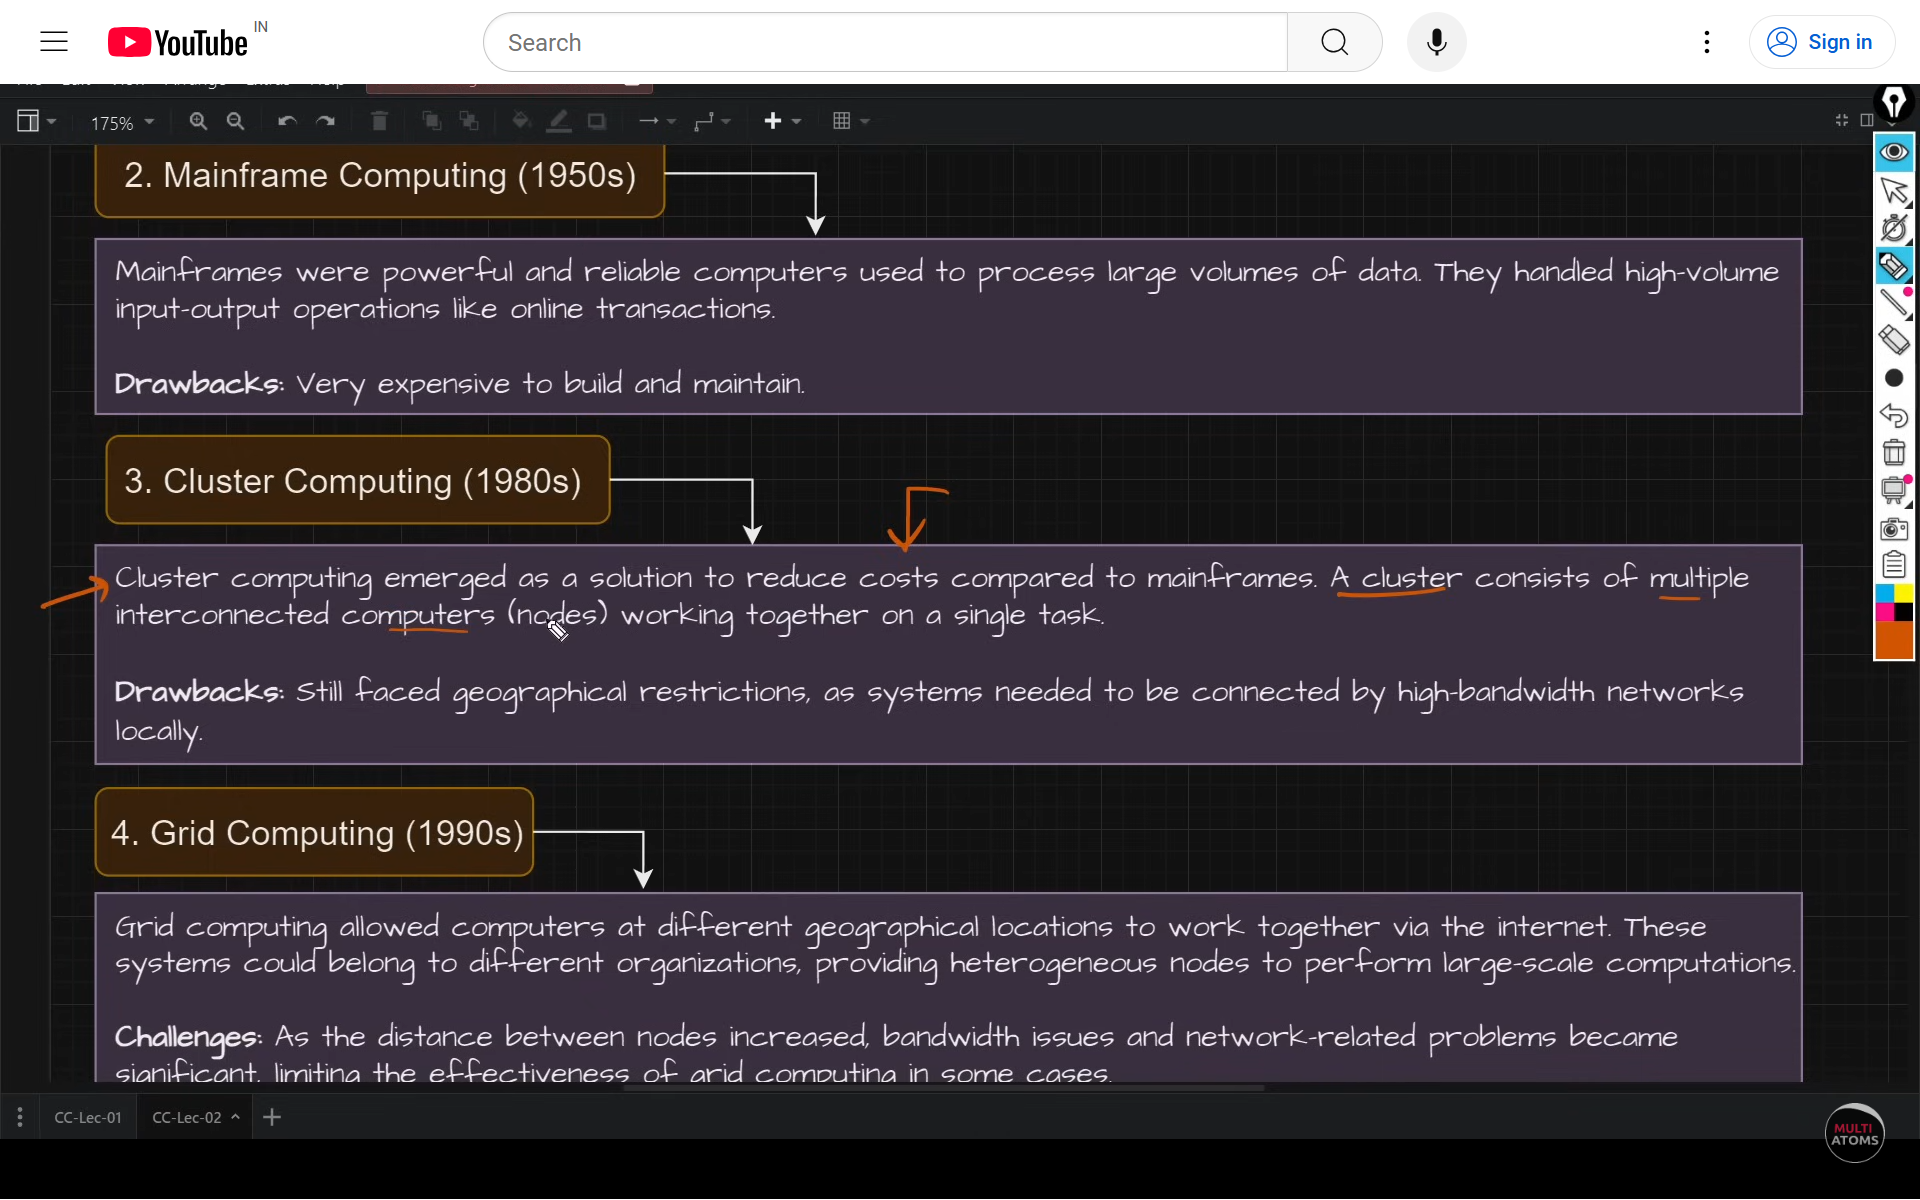 YouTube IN
Search
Sign in
175%
2. Mainframe Computing (1950s)
Mainframes were powerful and reliable computers used to process large volumes of data. They handled high-volume
input-output operations like online transactions.
Drawbacks: Very expensive to build and maintain.
3. Cluster Computing (1980s)
Cluster computing emerged as a solution to reduce costs compared to mainframes. A cluster consists of multiple
interconnected computers (nodes) working together on a single task.
Drawbacks: Still faced geographical restrictions, as systems needed to be connected by high-bandwidth networks
locally.
4. Grid Computing (1990s)
Grid computing allowed computers at different geographical locations to work together via the internet. These
systems could belong to different organizations, providing heterogeneous nodes to perform large-scale computations.
Challenges: As the distance between nodes increased, bandwidth issues and network-related problems became
significant, limiting the effectiveness of grid computing in some cases.
CC-Lec-01
CC-Lec-02
MULTI
ATOMS